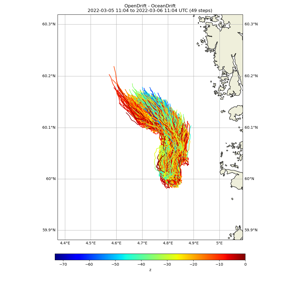 OpenDrift - OceanDrift
2022-03-05 11:04 to 2022-03-06 11:04 UTC (49 steps)
60.3°N 60.3°N
60.2°N 60.2°N
60.1°N 60.1°N
60°N 60°N
59.9°N 59.9°N
4.4°E 4.5°E 4.6°E 4.7°E 4.8°E 4.9°E 5°E
−70 −60 −50 −40 −30 −20 −10 0
z